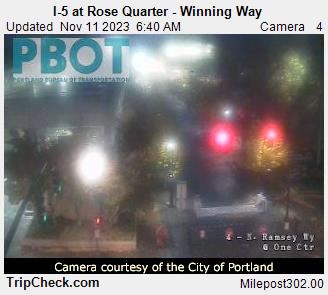 I-5 at Rose Quarter - Winning Way
Updated Nov 11 2023 6:40 AM Camera 4
PBOT
PORTLAND BUREAU OF TRANSPORTATION
4 - N. Ramsey Wy
@ One Ctr
Camera courtesy of the City of Portland
TripCheck.com Milepost302.00